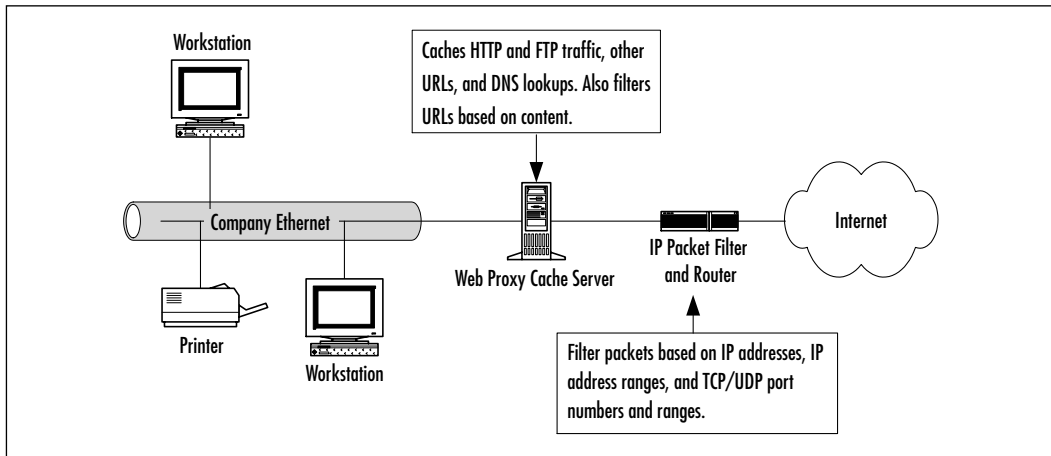 Workstation
Caches HTTP and FTP traffic, other
URLs, and DNS lookups. Also filters
URLs based on content.
Company Ethernet
Internet
Web Proxy Cache Server
IP Packet Filter
and Router
Printer
Workstation
Filter packets based on IP addresses, IP
address ranges, and TCP/UDP port
numbers and ranges.